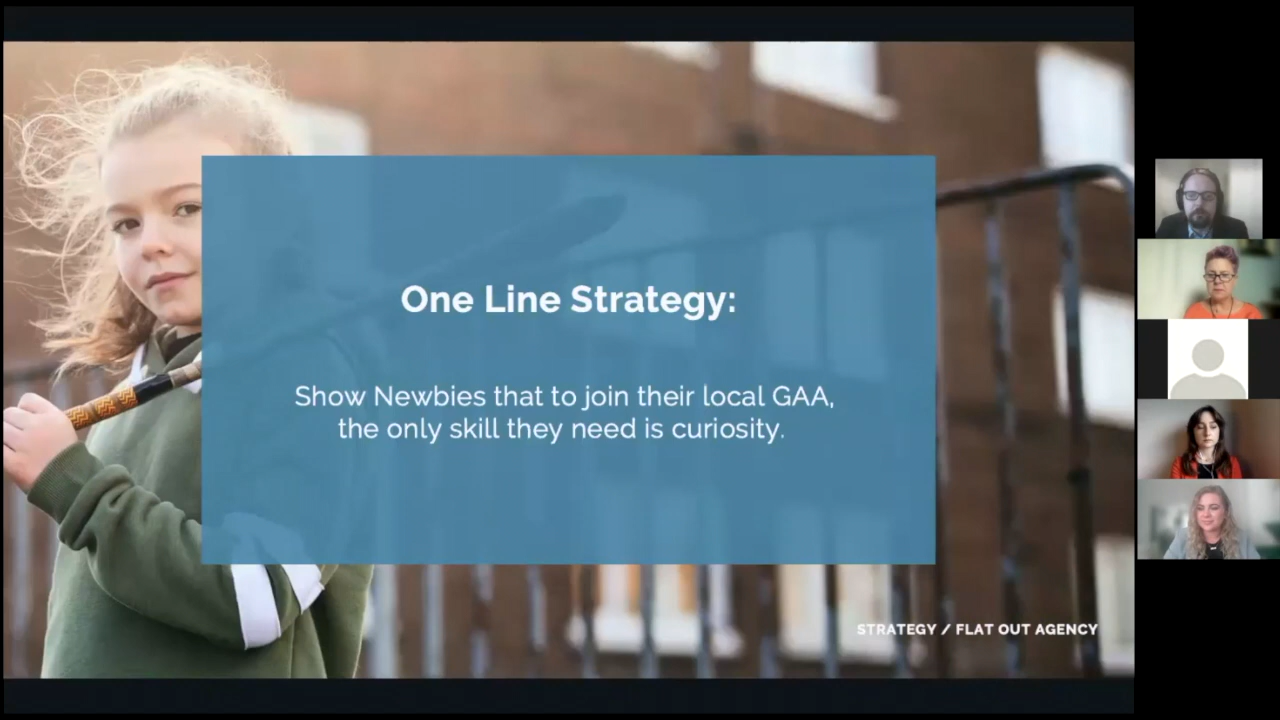 One Line Strategy:
Show Newbies that to join their local GAA,
the only skill they need is curiosity.
STRATEGY / FLAT OUT AGENCY